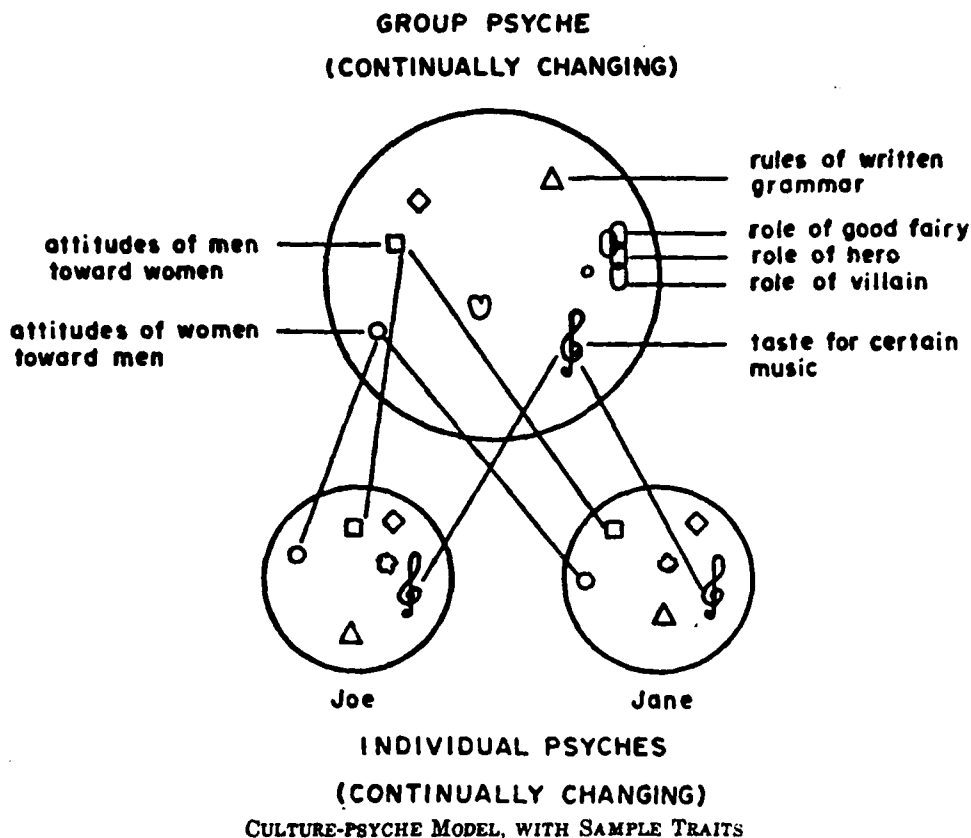 GROUP PSYCHE
(CONTINUALLY CHANGING)
rules of written
grammar
attitudes of men
toward women
role of good fairy
role of hero
role of villain
attitudes of women
toward men
taste for certain
music
Joe
Jane
INDIVIDUAL PSYCHES
(CONTINUALLY CHANGING)
CULTURE-PSYCHE MODEL, WITH SAMPLE TRAITS